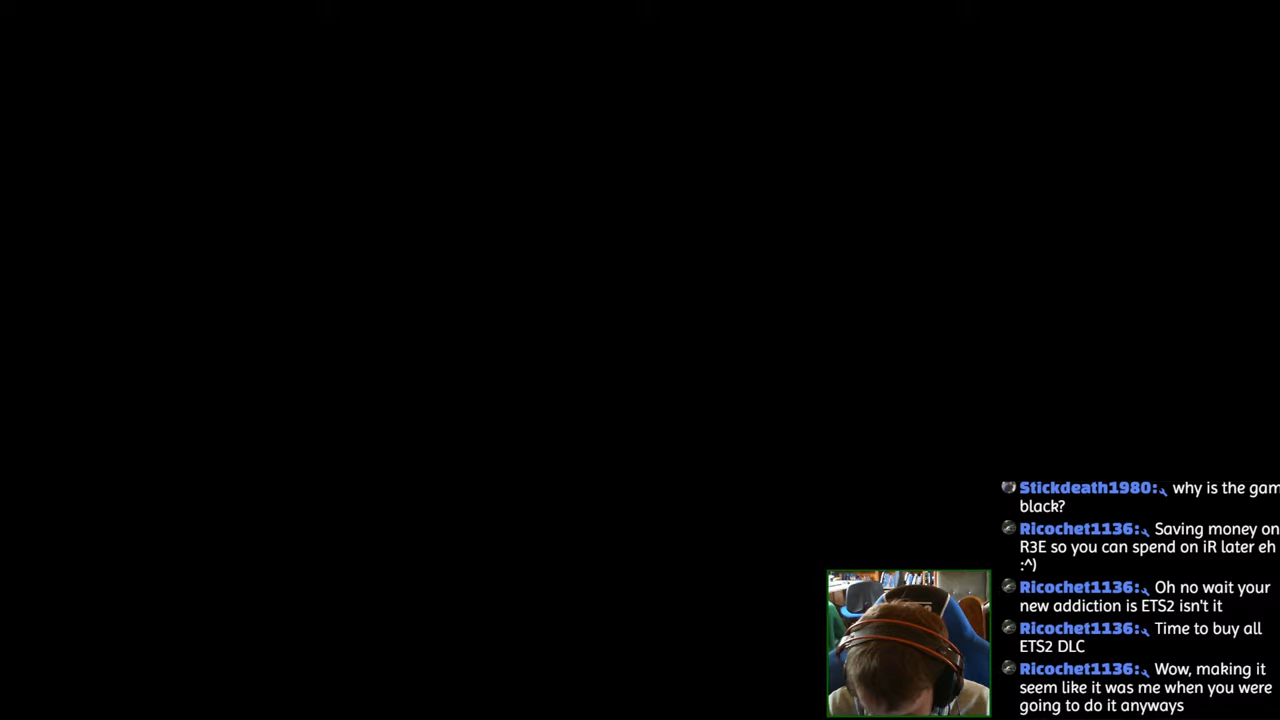 Stickdeath1980: why is the gam
black?
Ricochet1136: Saving money on
R3E so you can spend on iR later eh
:^)
Ricochet1136: Oh no wait your
new addiction is ETS2 isn't it
Ricochet1136: Time to buy all
ETS2 DLC
Ricochet1136: Wow, making it
seem like it was me when you were
going to do it anyways